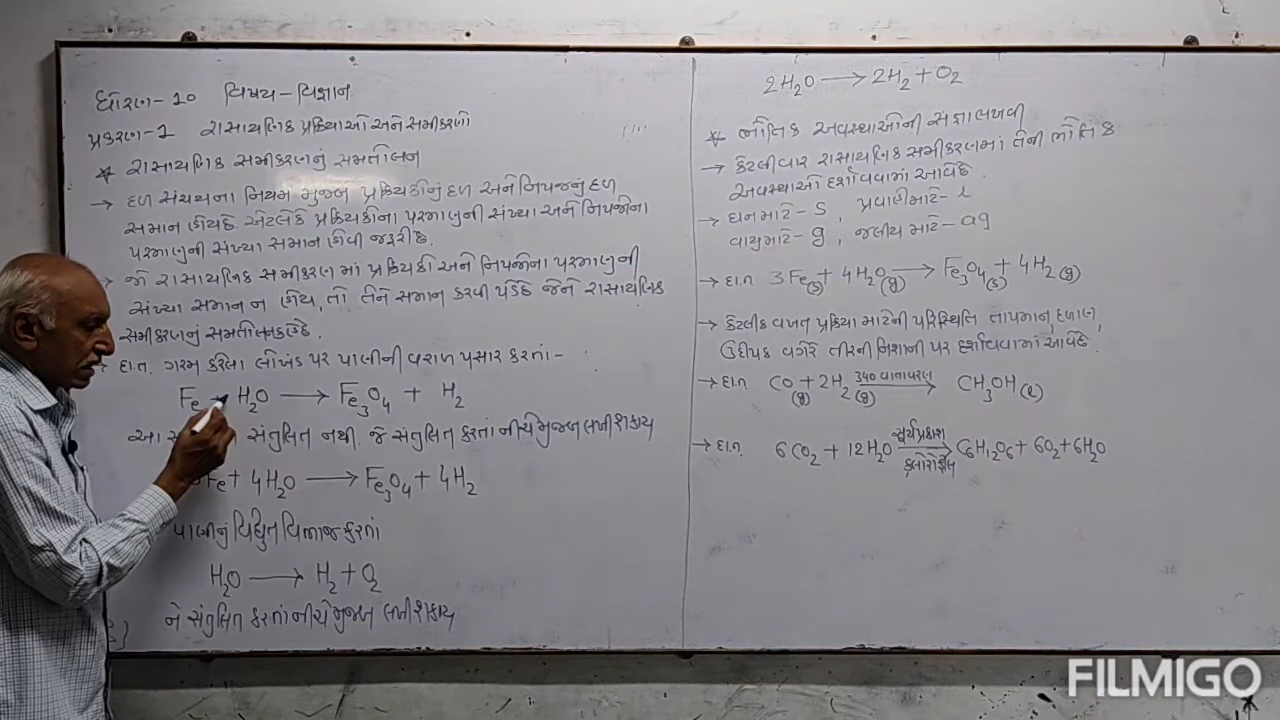 ધોરણ-10 વિષય-વિજ્ઞાન
પ્રકરણ-1 રાસાયણિક પ્રક્રિયાઓ અને સમીકરણો
* રાસાયણિક સમીકરણનું સમતોલન
→ દળ સંચયના નિયમ મુજબ પ્રક્રિયકોનું દળ અને નિપજનું દળ
સમાન હોય છે. એટલેકે પ્રક્રિયકોના પરમાણુની સંખ્યા અને નિપજોના
પરમાણુની સંખ્યા સમાન હોવી જરૂરી છે.
→ જો રાસાયણિક સમીકરણ માં પ્રક્રિયકો અને નિપજોના પરમાણુની
સંખ્યા સમાન ન હોય, તો તેને સમાન કરવી પડે છે જેને રાસાયણિક
સમીકરણનું સમતોલન કહે છે.
દા.ત. ગરમ કરેલા લોખંડ પર પાણીની વરાળ પસાર કરતાં-
Fe + H₂O → Fe₃O₄ + H₂
આ સંતુલિત નથી. જે સંતુલિત કરતાં નીચે મુજબ લખી શકાય
Fe + 4H₂O → Fe₃O₄ + 4H₂
પાણીનું વિદ્યુત વિભાજ કરતાં
H₂O → H₂ + O₂
ને સંતુલિત કરતાં નીચે મુજબ લખી શકાય
2H₂O → 2H₂ + O₂
* ભૌતિક અવસ્થાઓની સંજ્ઞા લખવી
→ કેટલીવાર રાસાયણિક સમીકરણમાં તેની ભૌતિક
અવસ્થાઓ દર્શાવવામાં આવે છે.
→ ઘન માટે - s, પ્રવાહી માટે - l
વાયુ માટે - g, જલીય માટે - aq
→ દા.ત 3Fe(s) + 4H₂O(g) → Fe₃O₄(s) + 4H₂(g)
→ કેટલીક વખત પ્રક્રિયા માટેની પરિસ્થિતિ તાપમાન, દબાણ,
ઉદીપક વગેરે તીરની નિશાની પર દર્શાવવામાં આવે છે.
→ દા.ત CO(g) + 2H₂(g) 340 વાતાવરણ → CH₃OH(l)
→ દા.ત. 6CO₂ + 12H₂O સૂર્યપ્રકાશ → ક્લોરોફીલ C₆H₁₂O₆ + 6O₂ + 6H₂O
FILMIGO